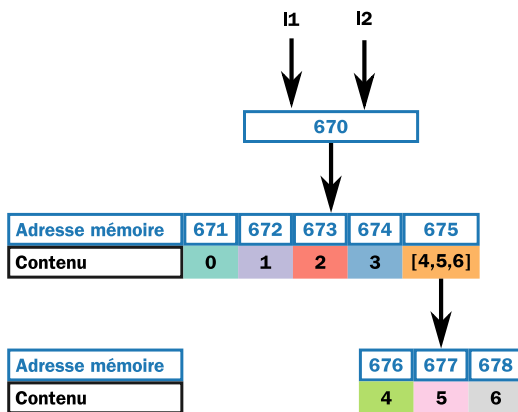 l1 l2
670
Adresse mémoire 671 672 673 674 675
Contenu 0 1 2 3 [4,5,6]
Adresse mémoire 676 677 678
Contenu 4 5 6